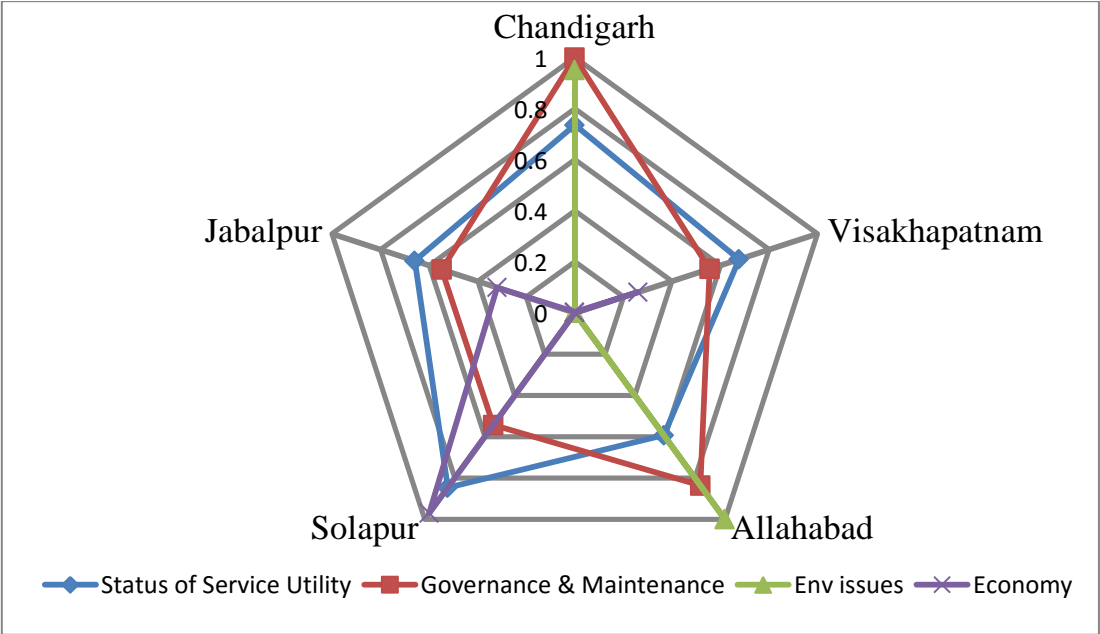 Chandigarh
1
0.8
0.6
0.4
0.2
0
Jabalpur
Visakhapatnam
Solapur
Allahabad
Status of Service Utility Governance & Maintenance Env issues Economy